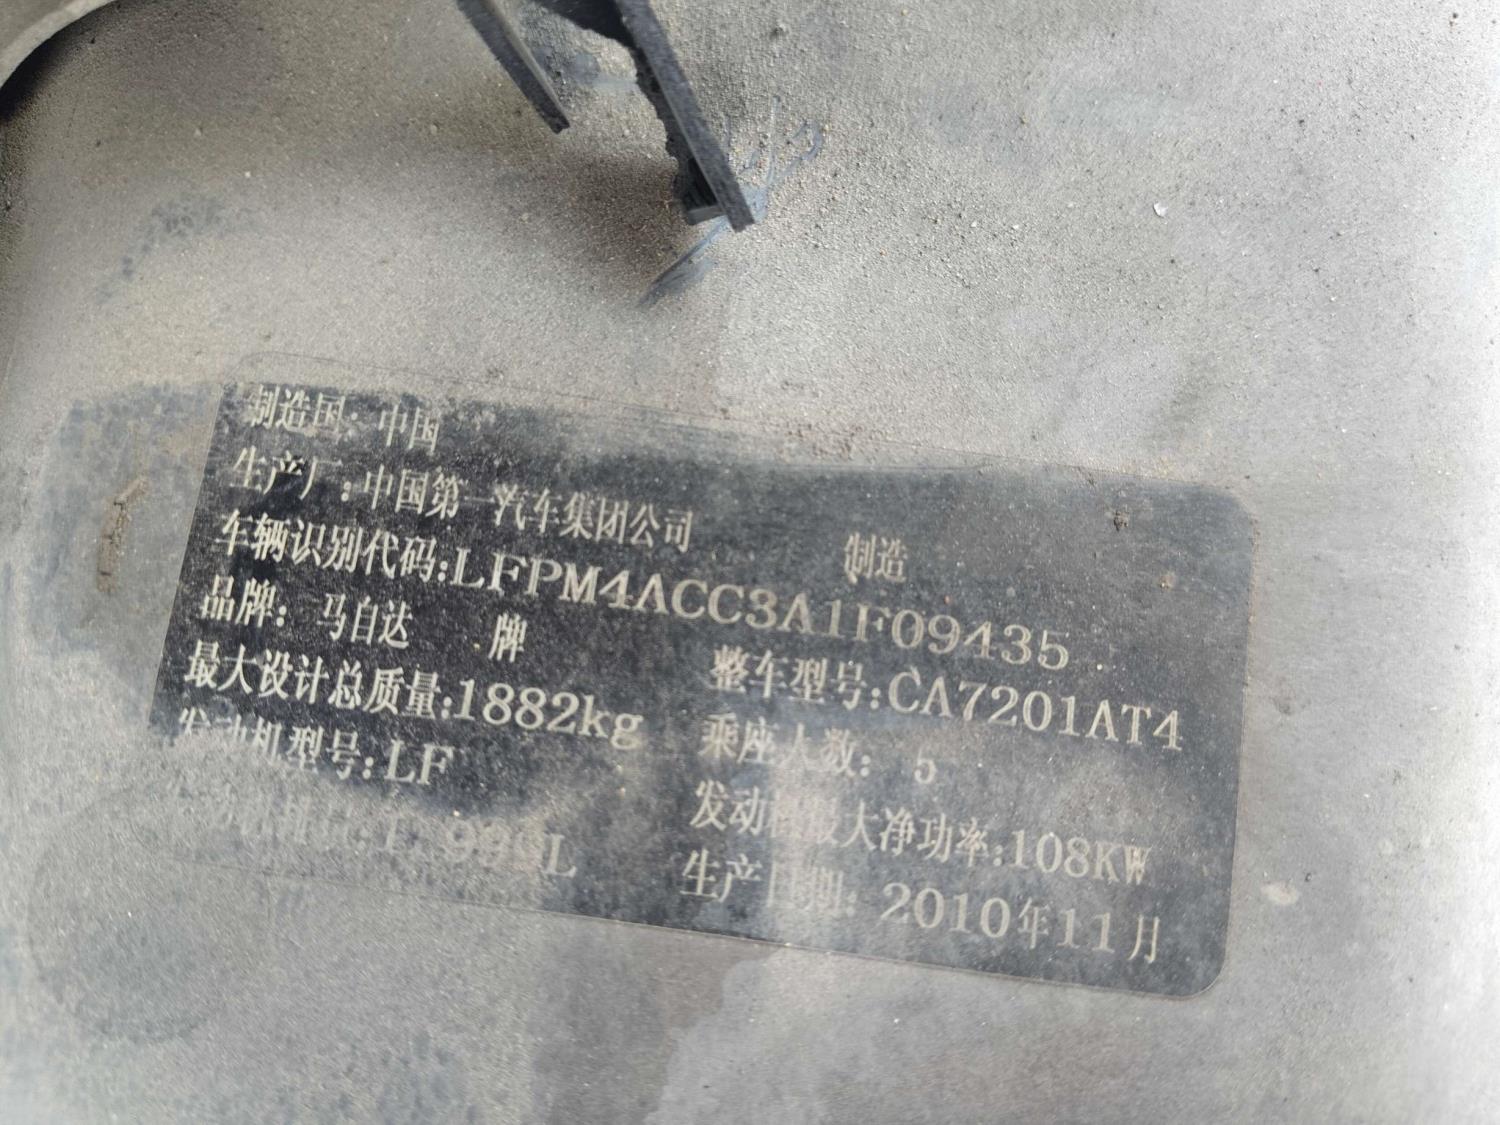 制造国：中国
生产厂：中国第一汽车集团公司 制造
车辆识别代码:LFPM4ACC3A1F09435
品牌：马自达 牌 整车型号:CA7201AT4
最大设计总质量:1882kg 乘座人数：5
发动机型号:LF 发动机最大净功率:108KW
生产日期：2010年11月